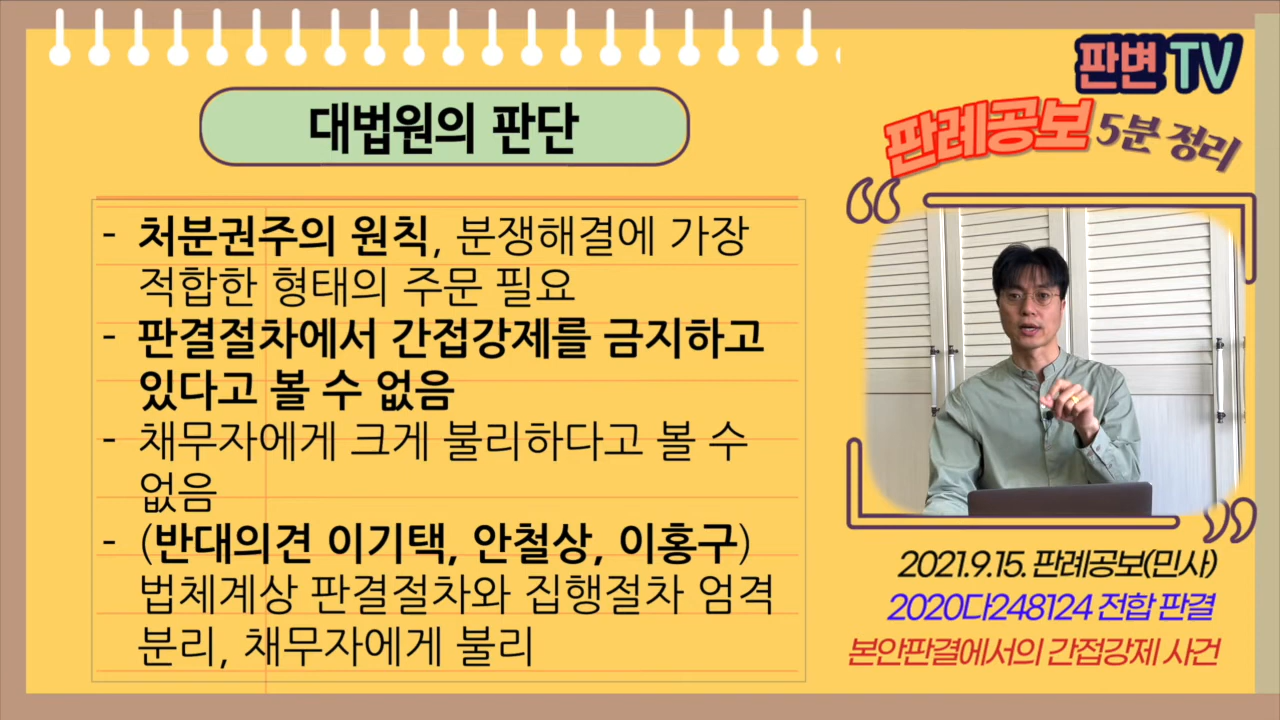 판변 TV
판례공보 5분 정리
대법원의 판단
- 처분권주의 원칙, 분쟁해결에 가장
적합한 형태의 주문 필요
- 판결절차에서 간접강제를 금지하고
있다고 볼 수 없음
- 채무자에게 크게 불리하다고 볼 수
없음
- (반대의견 이기택, 안철상, 이흥구)
법체계상 판결절차와 집행절차 엄격
분리, 채무자에게 불리
2021.9.15. 판례공보(민사)
2020다248124 전합 판결
본안판결에서의 간접강제 사건